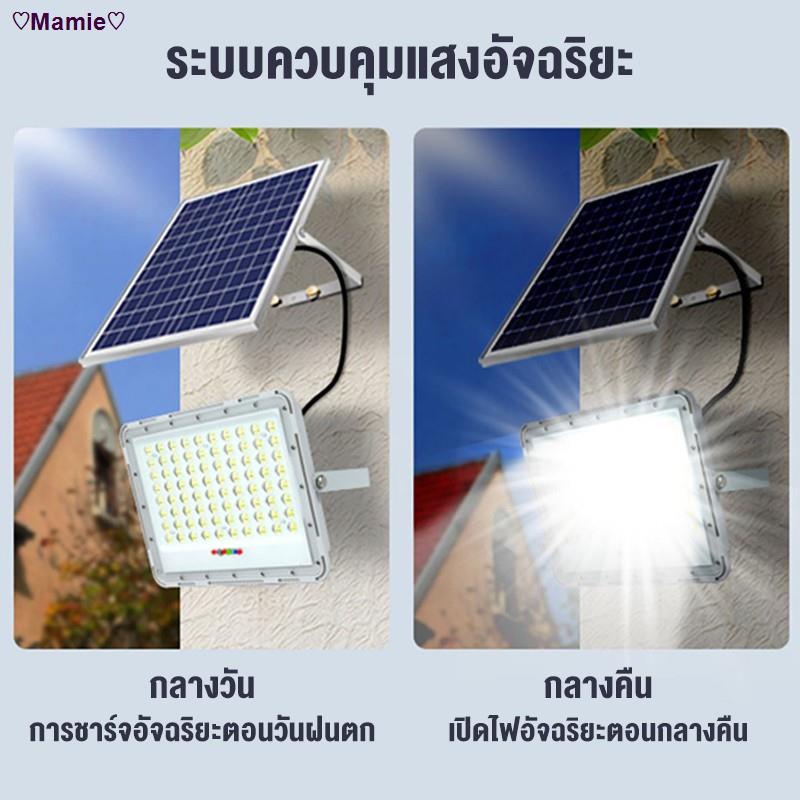 ♡Mamie♡
ระบบควบคุมแสงอัจฉริยะ
กลางวัน
การชาร์จอัจฉริยะตอนวันฝนตก
กลางคืน
เปิดไฟอัจฉริยะตอนกลางคืน